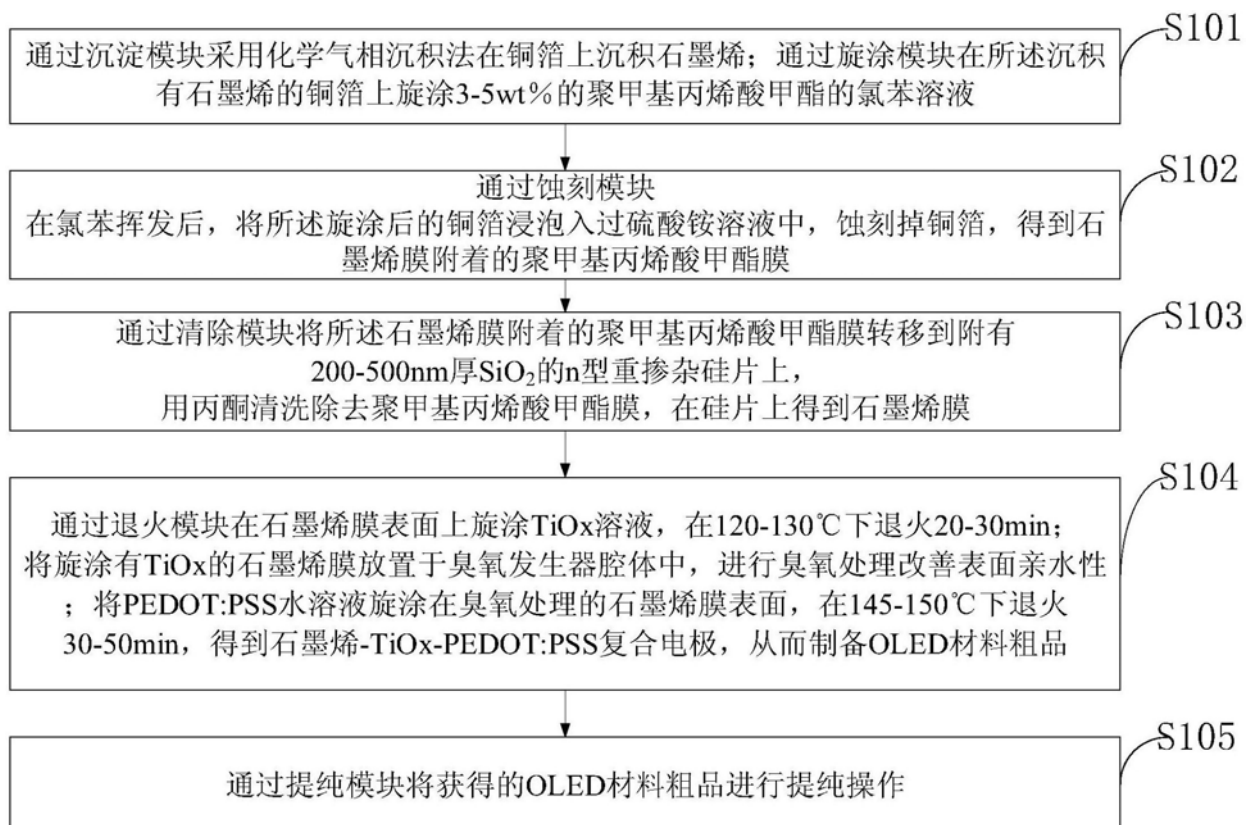 S101
通过沉淀模块采用化学气相沉积法在铜箔上沉积石墨烯；通过旋涂模块在所述沉积
有石墨烯的铜箔上旋涂3-5wt%的聚甲基丙烯酸甲酯的氯苯溶液
S102
通过蚀刻模块
在氯苯挥发后，将所述旋涂后的铜箔浸泡入过硫酸铵溶液中，蚀刻掉铜箔，得到石
墨烯膜附着的聚甲基丙烯酸甲酯膜
S103
通过清除模块将所述石墨烯膜附着的聚甲基丙烯酸甲酯膜转移到附有
200-500nm厚SiO₂的n型重掺杂硅片上，
用丙酮清洗除去聚甲基丙烯酸甲酯膜，在硅片上得到石墨烯膜
S104
通过退火模块在石墨烯膜表面上旋涂TiOx溶液，在120-130℃下退火20-30min；
将旋涂有TiOx的石墨烯膜放置于臭氧发生器腔体中，进行臭氧处理改善表面亲水性
；将PEDOT:PSS水溶液旋涂在臭氧处理的石墨烯膜表面，在145-150℃下退火
30-50min，得到石墨烯-TiOx-PEDOT:PSS复合电极，从而制备OLED材料粗品
S105
通过提纯模块将获得的OLED材料粗品进行提纯操作